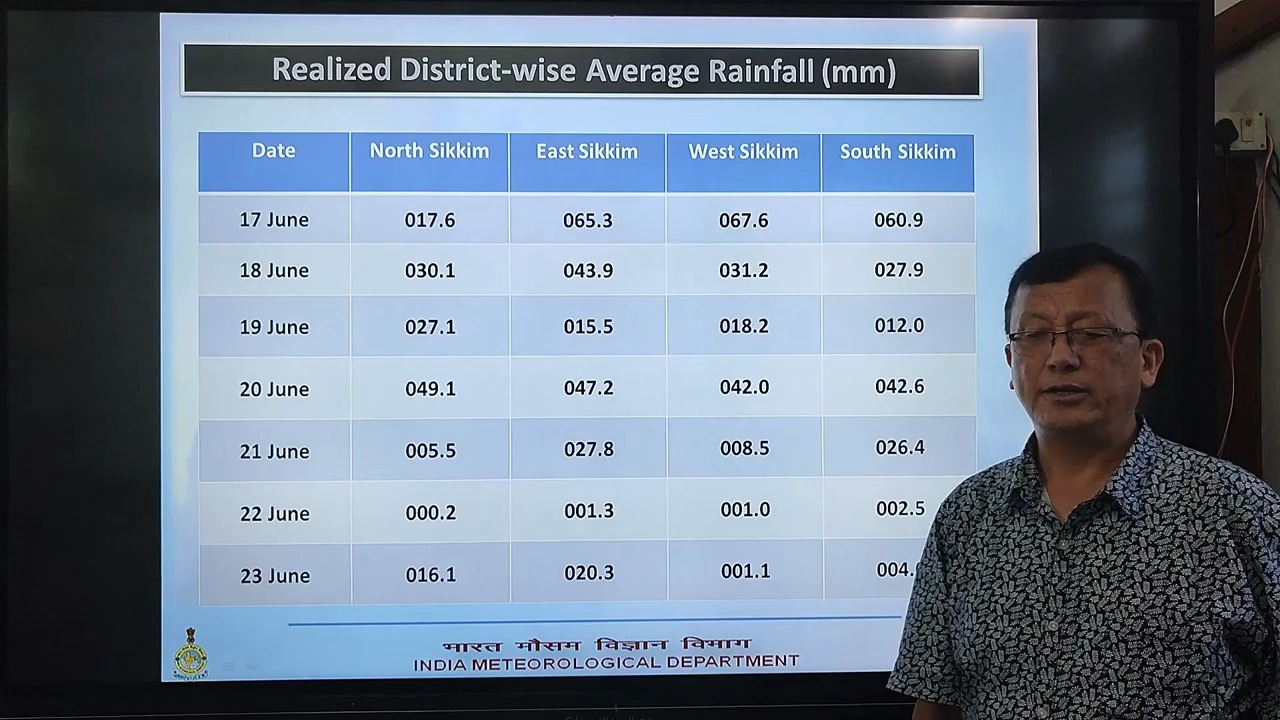 Realized District-wise Average Rainfall (mm)
Date North Sikkim East Sikkim West Sikkim South Sikkim
17 June 017.6 065.3 067.6 060.9
18 June 030.1 043.9 031.2 027.9
19 June 027.1 015.5 018.2 012.0
20 June 049.1 047.2 042.0 042.6
21 June 005.5 027.8 008.5 026.4
22 June 000.2 001.3 001.0 002.5
23 June 016.1 020.3 001.1
भारत मौसम विज्ञान विभाग
INDIA METEOROLOGICAL DEPARTMENT